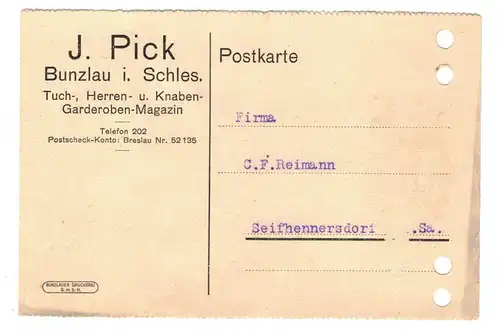 J. Pick
Bunzlau i. Schles.
Tuch-, Herren- u. Knaben-
Garderoben-Magazin
Telefon 202
Postscheck-Konto: Breslau Nr. 52135
BUNZLAUER DRUCKEREI
G. m. b. H.
Postkarte
Firma
C.F.Reimann
Seifhennersdori .Sa.